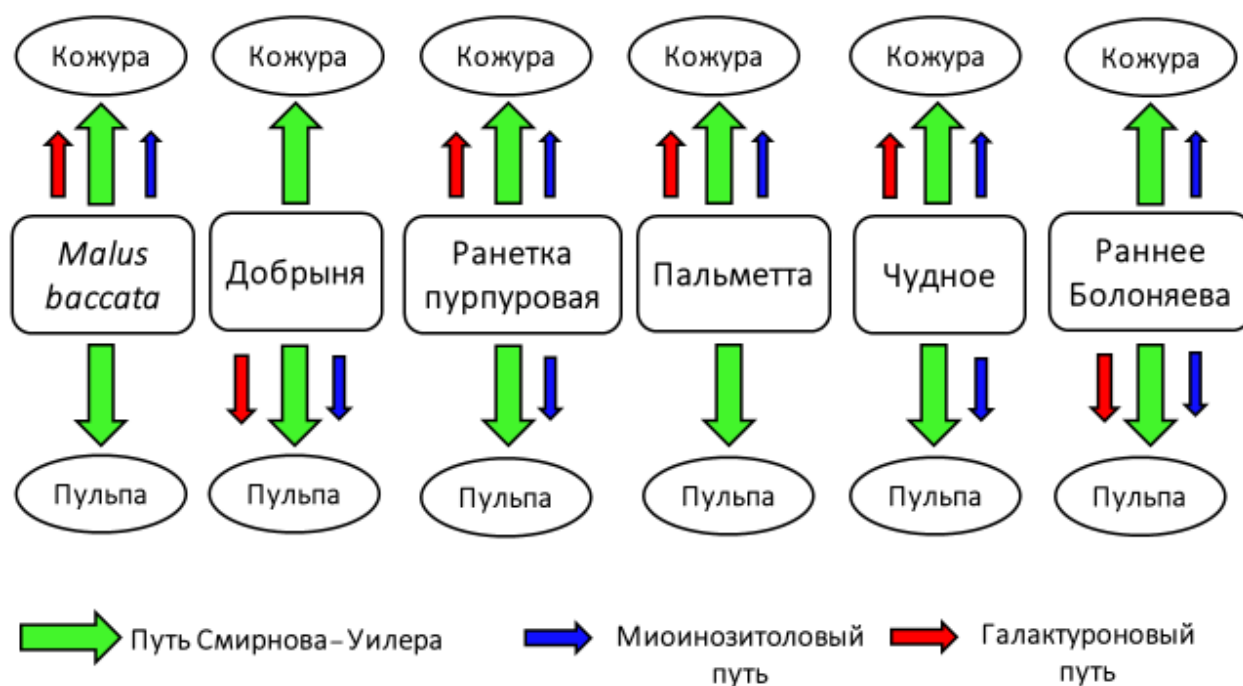 Кожура
Кожура
Кожура
Кожура
Кожура
Кожура
Malus
baccata
Добрыня
Ранетка
пурпуровая
Пальметта
Чудное
Раннее
Болоняева
Пульпа
Пульпа
Пульпа
Пульпа
Пульпа
Пульпа
Путь Смирнова–Уилера
Миоинозитоловый
путь
Галактуроновый
путь